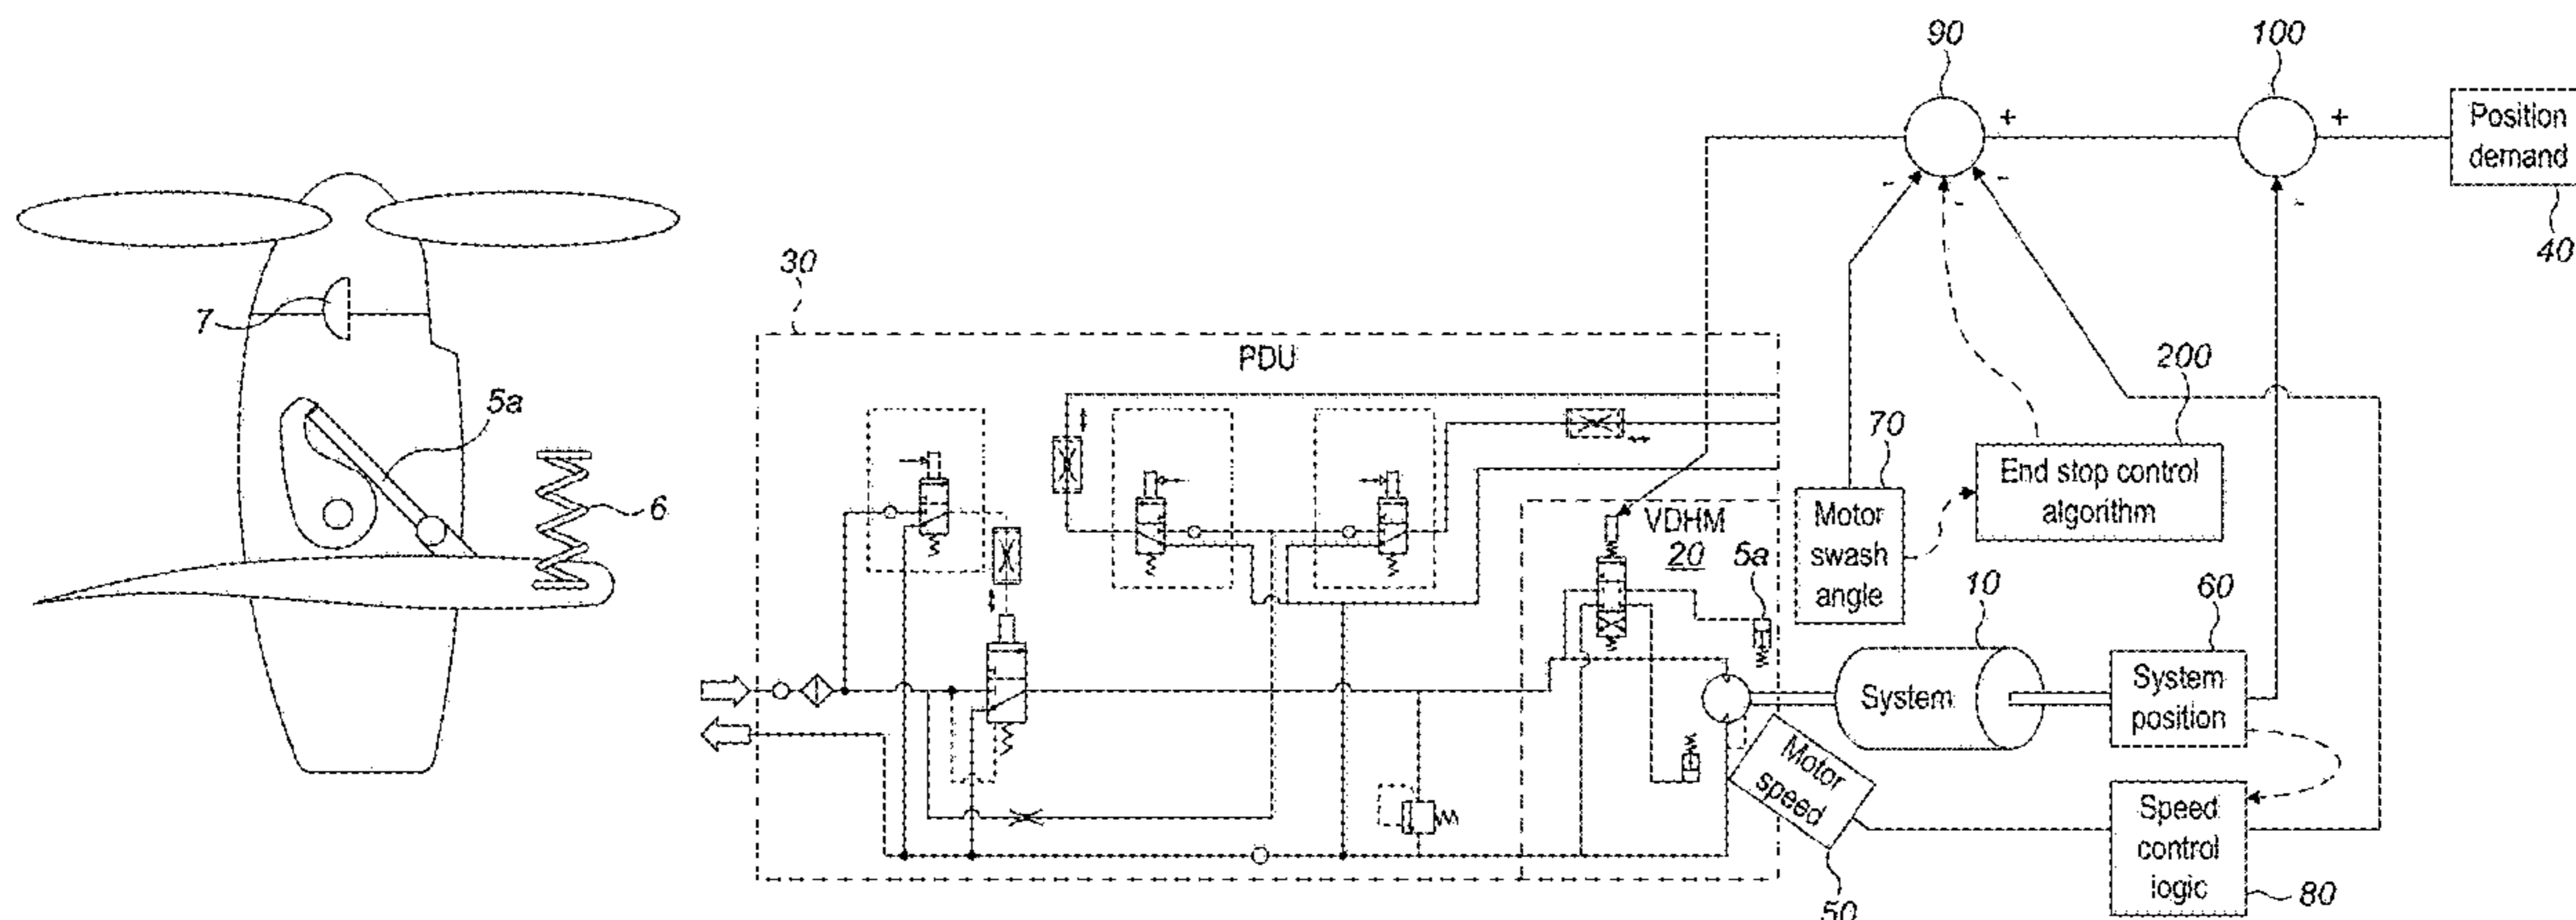 90
100
+
+
Position
demand
-
-
-
-
40
30
7
PDU
200
5a
70
End stop control
algorithm
6
VDHM
20
5a
Motor
swash
angle
10
60
System
System
position
Motor
speed
Speed
control
logic
80
50